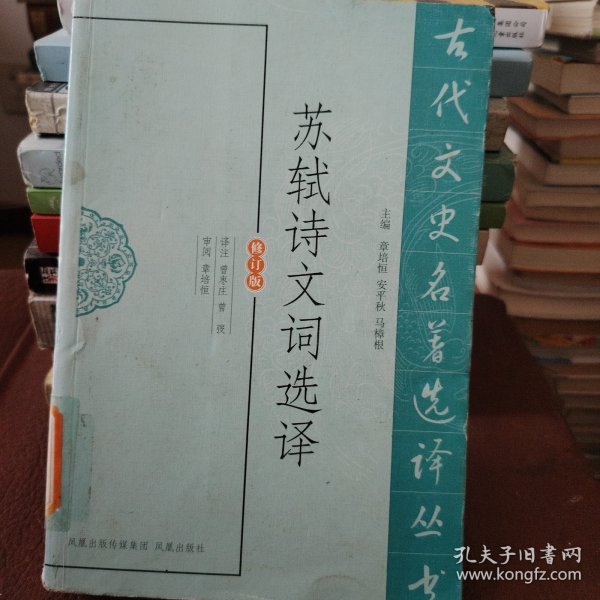 古代文史名著选译丛书
苏轼诗文词选译
修订版
主编 章培恒 安平秋 马樟根
译注 曾枣庄 曾弢
审阅 章培恒
凤凰出版传媒集团 凤凰出版社
孔夫子旧书网
www.kongfz.com